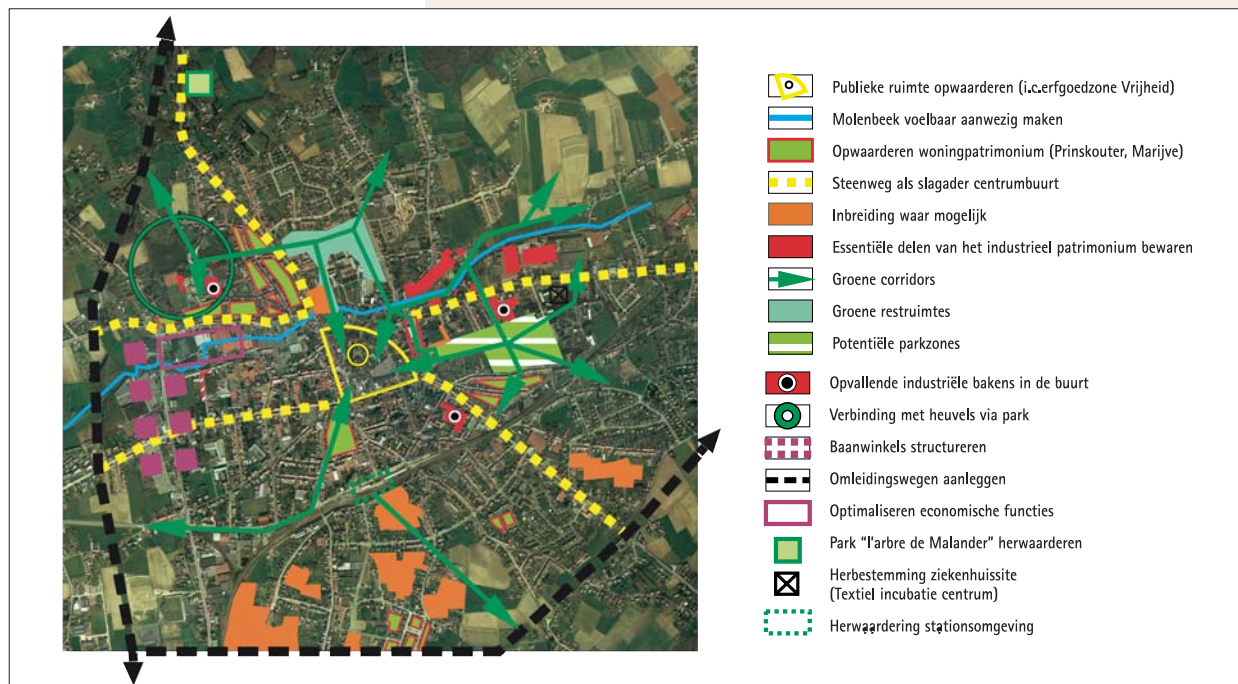 Publieke ruimte opwaarderen (i.c.erfgoedzone Vrijheid)
Molenbeek voelbaar aanwezig maken
Opwaarderen woningpatrimonium (Prinskouter, Marijve)
Steenweg als slagader centrumbuurt
Inbreiding waar mogelijk
Essentiële delen van het industrieel patrimonium bewaren
Groene corridors
Groene restruimtes
Potentiële parkzones
Opvallende industriële bakens in de buurt
Verbinding met heuvels via park
Baanwinkels structureren
Omleidingswegen aanleggen
Optimaliseren economische functies
Park "l'arbre de Malander" herwaarderen
Herbestemming ziekenhuissite
(Textiel incubatie centrum)
Herwaardering stationsomgeving